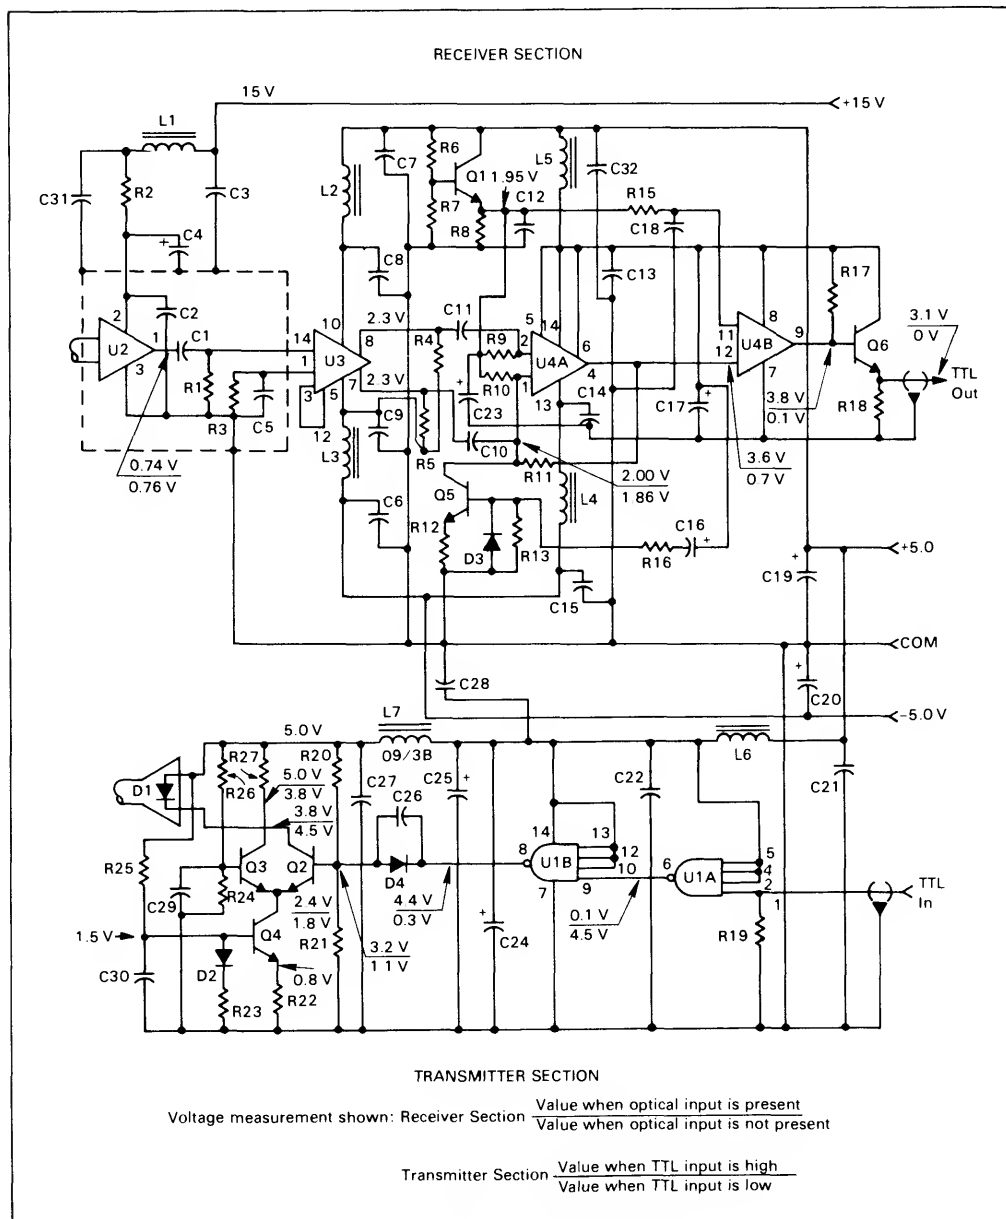 RECEIVER SECTION
15 V
+15 V
L1
C31
R2
C3
C4
+
C2
2
U2
1
3
C1
R1
R3
C5
0.74 V
0.76 V
L2
C7
R6
Q1
1.95 V
R7
R8
C12
L5
C32
R15
C18
C8
C13
10
14
1
U3
8
7
3
5
12
2.3 V
2.3 V
C11
R4
R9
R10
5
14
2
U4A
6
1
4
13
C14
+
C23
C9
R5
C10
L3
C6
R11
2.00 V
1.86 V
Q5
R12
D3
R13
L4
C15
R16
C16
+
C17
+
11
12
U4B
8
9
7
R17
Q6
R18
3.1 V
0 V
TTL
Out
3.8 V
0.1 V
3.6 V
0.7 V
+5.0
+
C19
COM
+
C20
−5.0 V
C28
L7
09/3B
5.0 V
L6
C21
D1
R27
R26
5.0 V
3.8 V
3.8 V
4.5 V
R20
C27
C25
+
C22
C26
D4
8
14
13
12
10
U1B
7
9
6
U1A
5
4
2
1
TTL
In
R25
Q3
Q2
C29
R24
2.4 V
1.8 V
R21
Q4
1.5 V
C30
D2
0.8 V
R23
R22
3.2 V
1.1 V
4.4 V
0.3 V
+
C24
0.1 V
4.5 V
R19
TRANSMITTER SECTION
Voltage measurement shown: Receiver Section Value when optical input is present
Value when optical input is not present
Transmitter Section Value when TTL input is high
Value when TTL input is low